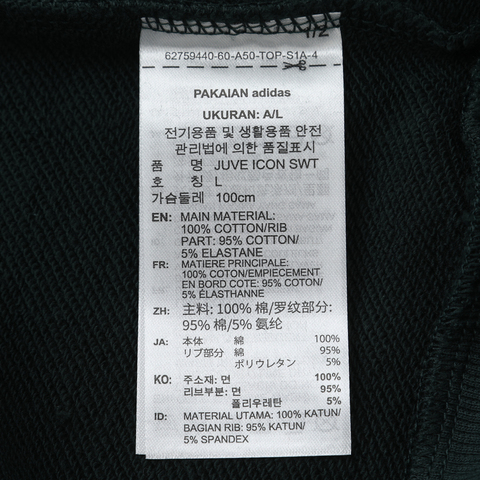 1/2
62759440-60-A50-TOP-S1A-4
PAKAIAN adidas
UKURAN: A/L
전기용품 및 생활용품 안전
관리법에 의한 품질표시
품 명 JUVE ICON SWT
호 칭 L
가슴둘레 100cm
EN: MAIN MATERIAL:
100% COTTON/RIB
PART: 95% COTTON/
5% ELASTANE
FR: MATIERE PRINCIPALE:
100% COTON/EMPIECEMENT
EN BORD COTE: 95% COTON/
5% ÉLASTHANNE
ZH: 主料: 100% 棉/罗纹部分:
95% 棉/5% 氨纶
JA: 本体 綿 100%
リブ部分 綿 95%
ポリウレタン 5%
KO: 주소재: 면 100%
리브부분: 면 95%
폴리우레탄 5%
ID: MATERIAL UTAMA: 100% KATUN/
BAGIAN RIB: 95% KATUN/
5% SPANDEX